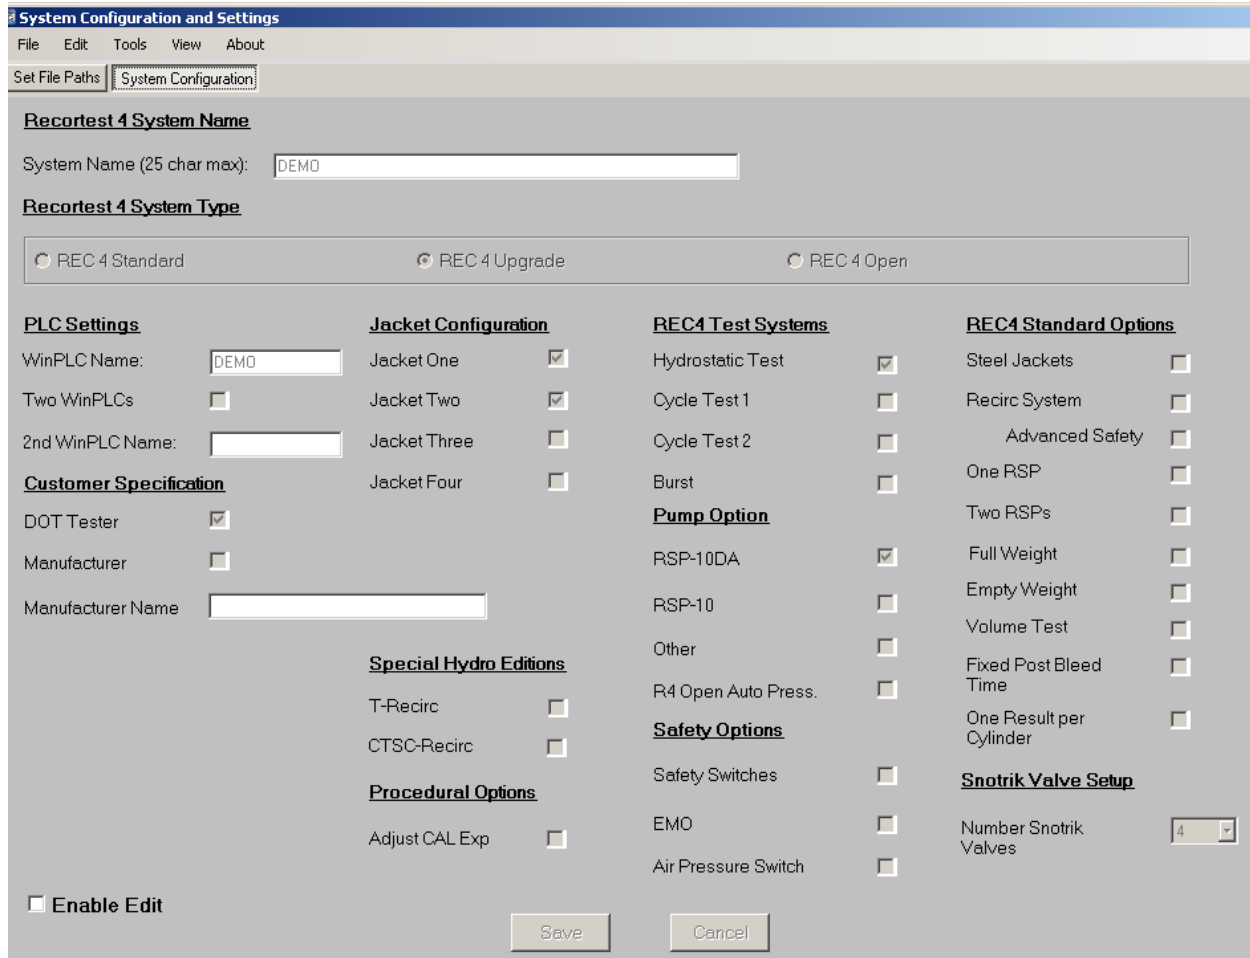 System Configuration and Settings
File Edit Tools View About
Set File Paths System Configuration
Recortest 4 System Name
System Name (25 char max): DEMO
Recortest 4 System Type
REC 4 Standard REC 4 Upgrade REC 4 Open
PLC Settings
WinPLC Name: DEMO
Two WinPLCs
2nd WinPLC Name:
Customer Specification
DOT Tester
Manufacturer
Manufacturer Name
Jacket Configuration
Jacket One
Jacket Two
Jacket Three
Jacket Four
Special Hydro Editions
T-Recirc
CTSC-Recirc
Procedural Options
Adjust CAL Exp
REC4 Test Systems
Hydrostatic Test
Cycle Test 1
Cycle Test 2
Burst
Pump Option
RSP-10DA
RSP-10
Other
R4 Open Auto Press.
Safety Options
Safety Switches
EMO
Air Pressure Switch
REC4 Standard Options
Steel Jackets
Recirc System
Advanced Safety
One RSP
Two RSPs
Full Weight
Empty Weight
Volume Test
Fixed Post Bleed
Time
One Result per
Cylinder
Snotrik Valve Setup
Number Snotrik 4
Valves
Enable Edit
Save Cancel